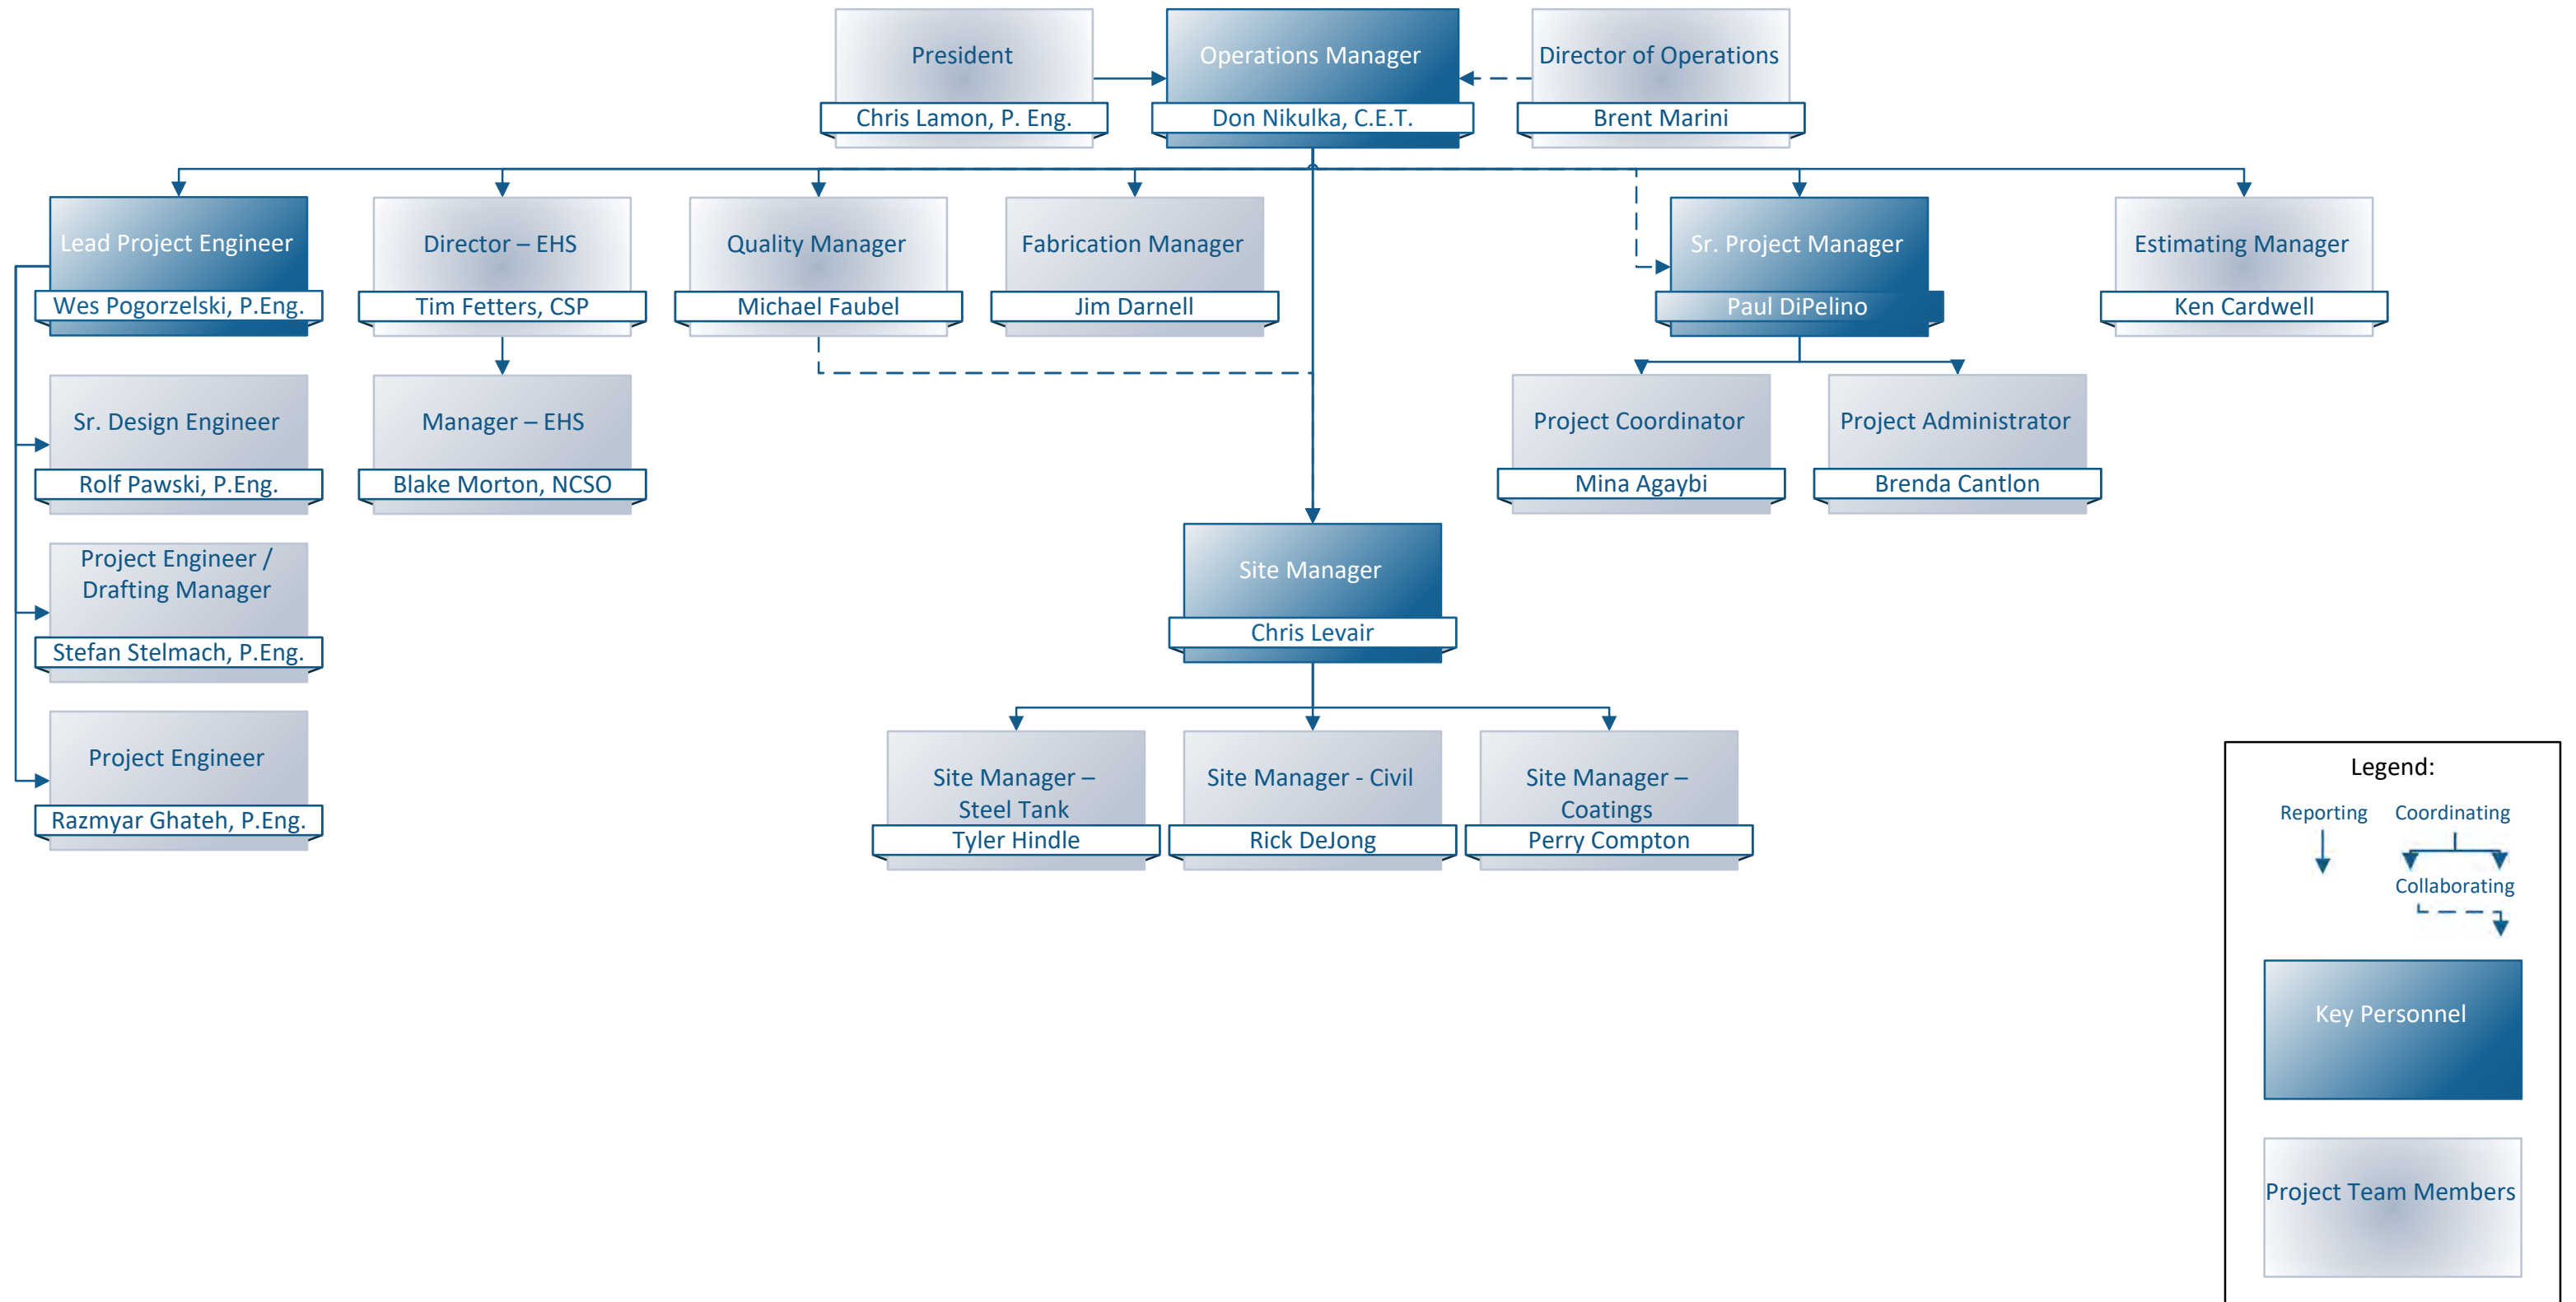 President
Chris Lamon, P. Eng.
Operations Manager
Don Nikulka, C.E.T.
Director of Operations
Brent Marini
Lead Project Engineer
Wes Pogorzelski, P.Eng.
Director – EHS
Tim Fetters, CSP
Quality Manager
Michael Faubel
Fabrication Manager
Jim Darnell
Sr. Project Manager
Paul DiPelino
Estimating Manager
Ken Cardwell
Sr. Design Engineer
Rolf Pawski, P.Eng.
Manager – EHS
Blake Morton, NCSO
Project Coordinator
Mina Agaybi
Project Administrator
Brenda Cantlon
Project Engineer /
Drafting Manager
Stefan Stelmach, P.Eng.
Site Manager
Chris Levair
Project Engineer
Razmyar Ghateh, P.Eng.
Site Manager –
Steel Tank
Tyler Hindle
Site Manager - Civil
Rick DeJong
Site Manager –
Coatings
Perry Compton
Legend:
Reporting
Coordinating
Collaborating
Key Personnel
Project Team Members